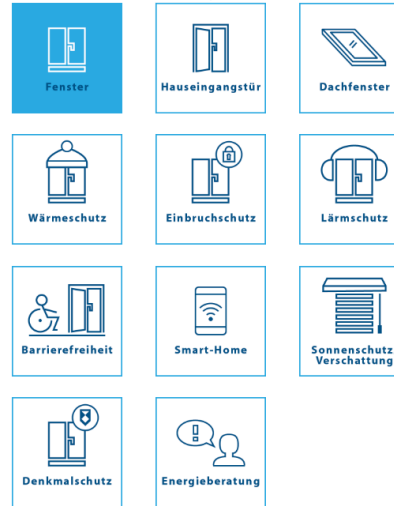 Fenster
Hauseingangstür
Dachfenster
Wärmeschutz
Einbruchschutz
Lärmschutz
Barrierefreiheit
Smart-Home
Sonnenschutz
Verschattung
Denkmalschutz
Energieberatung